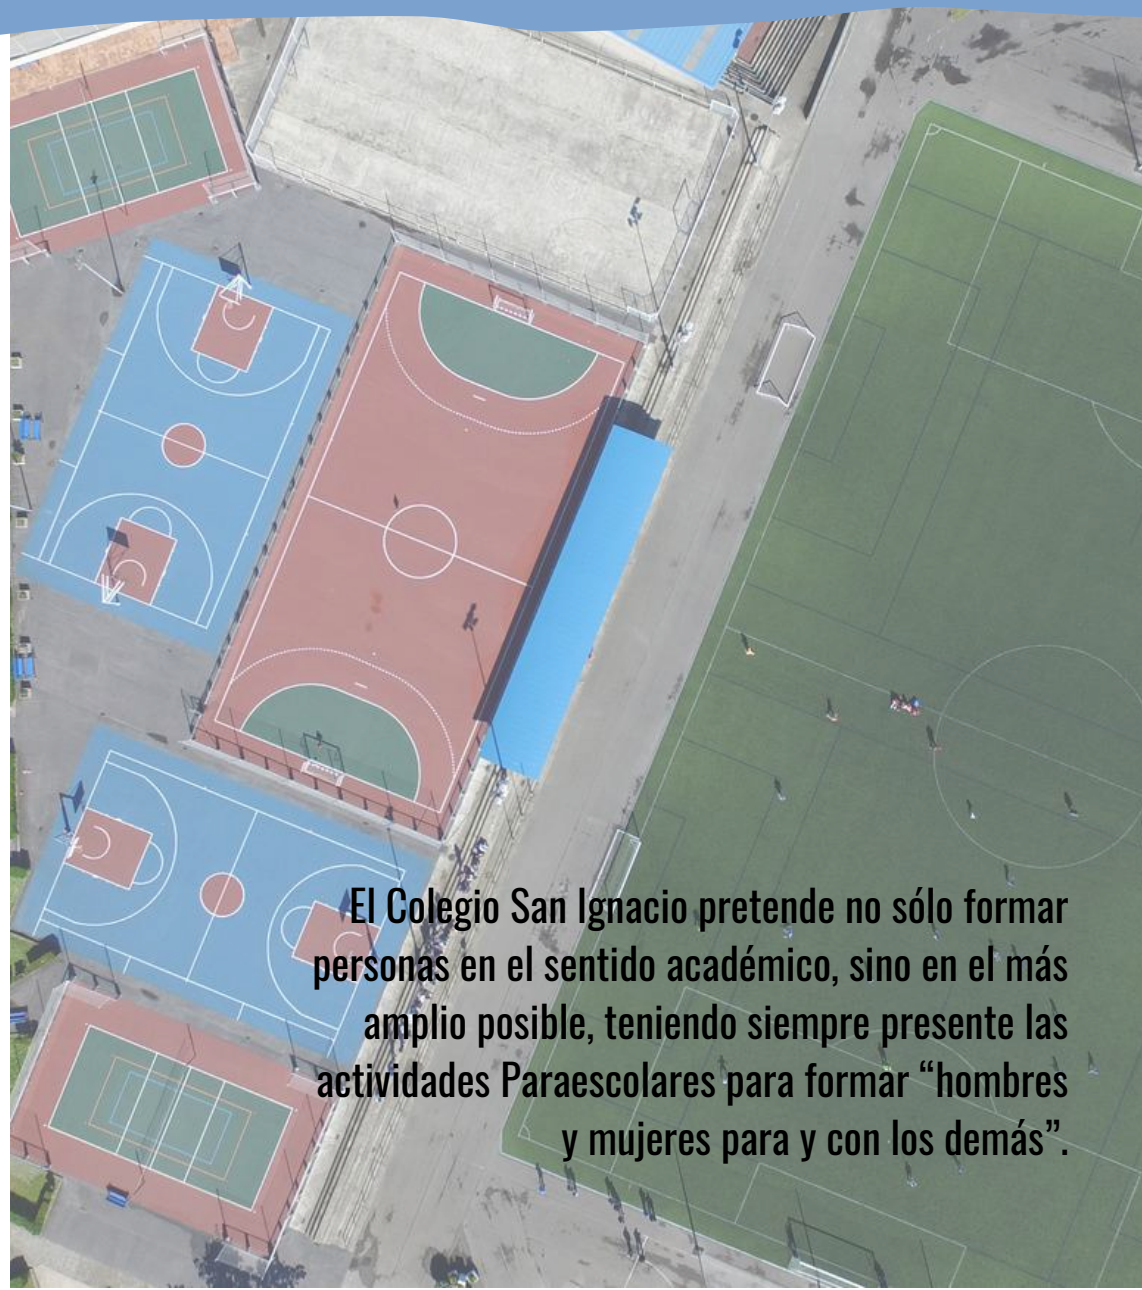 El Colegio San Ignacio pretende no sólo formar
personas en el sentido académico, sino en el más
amplio posible, teniendo siempre presente las
actividades Paraescolares para formar “hombres
y mujeres para y con los demás”.